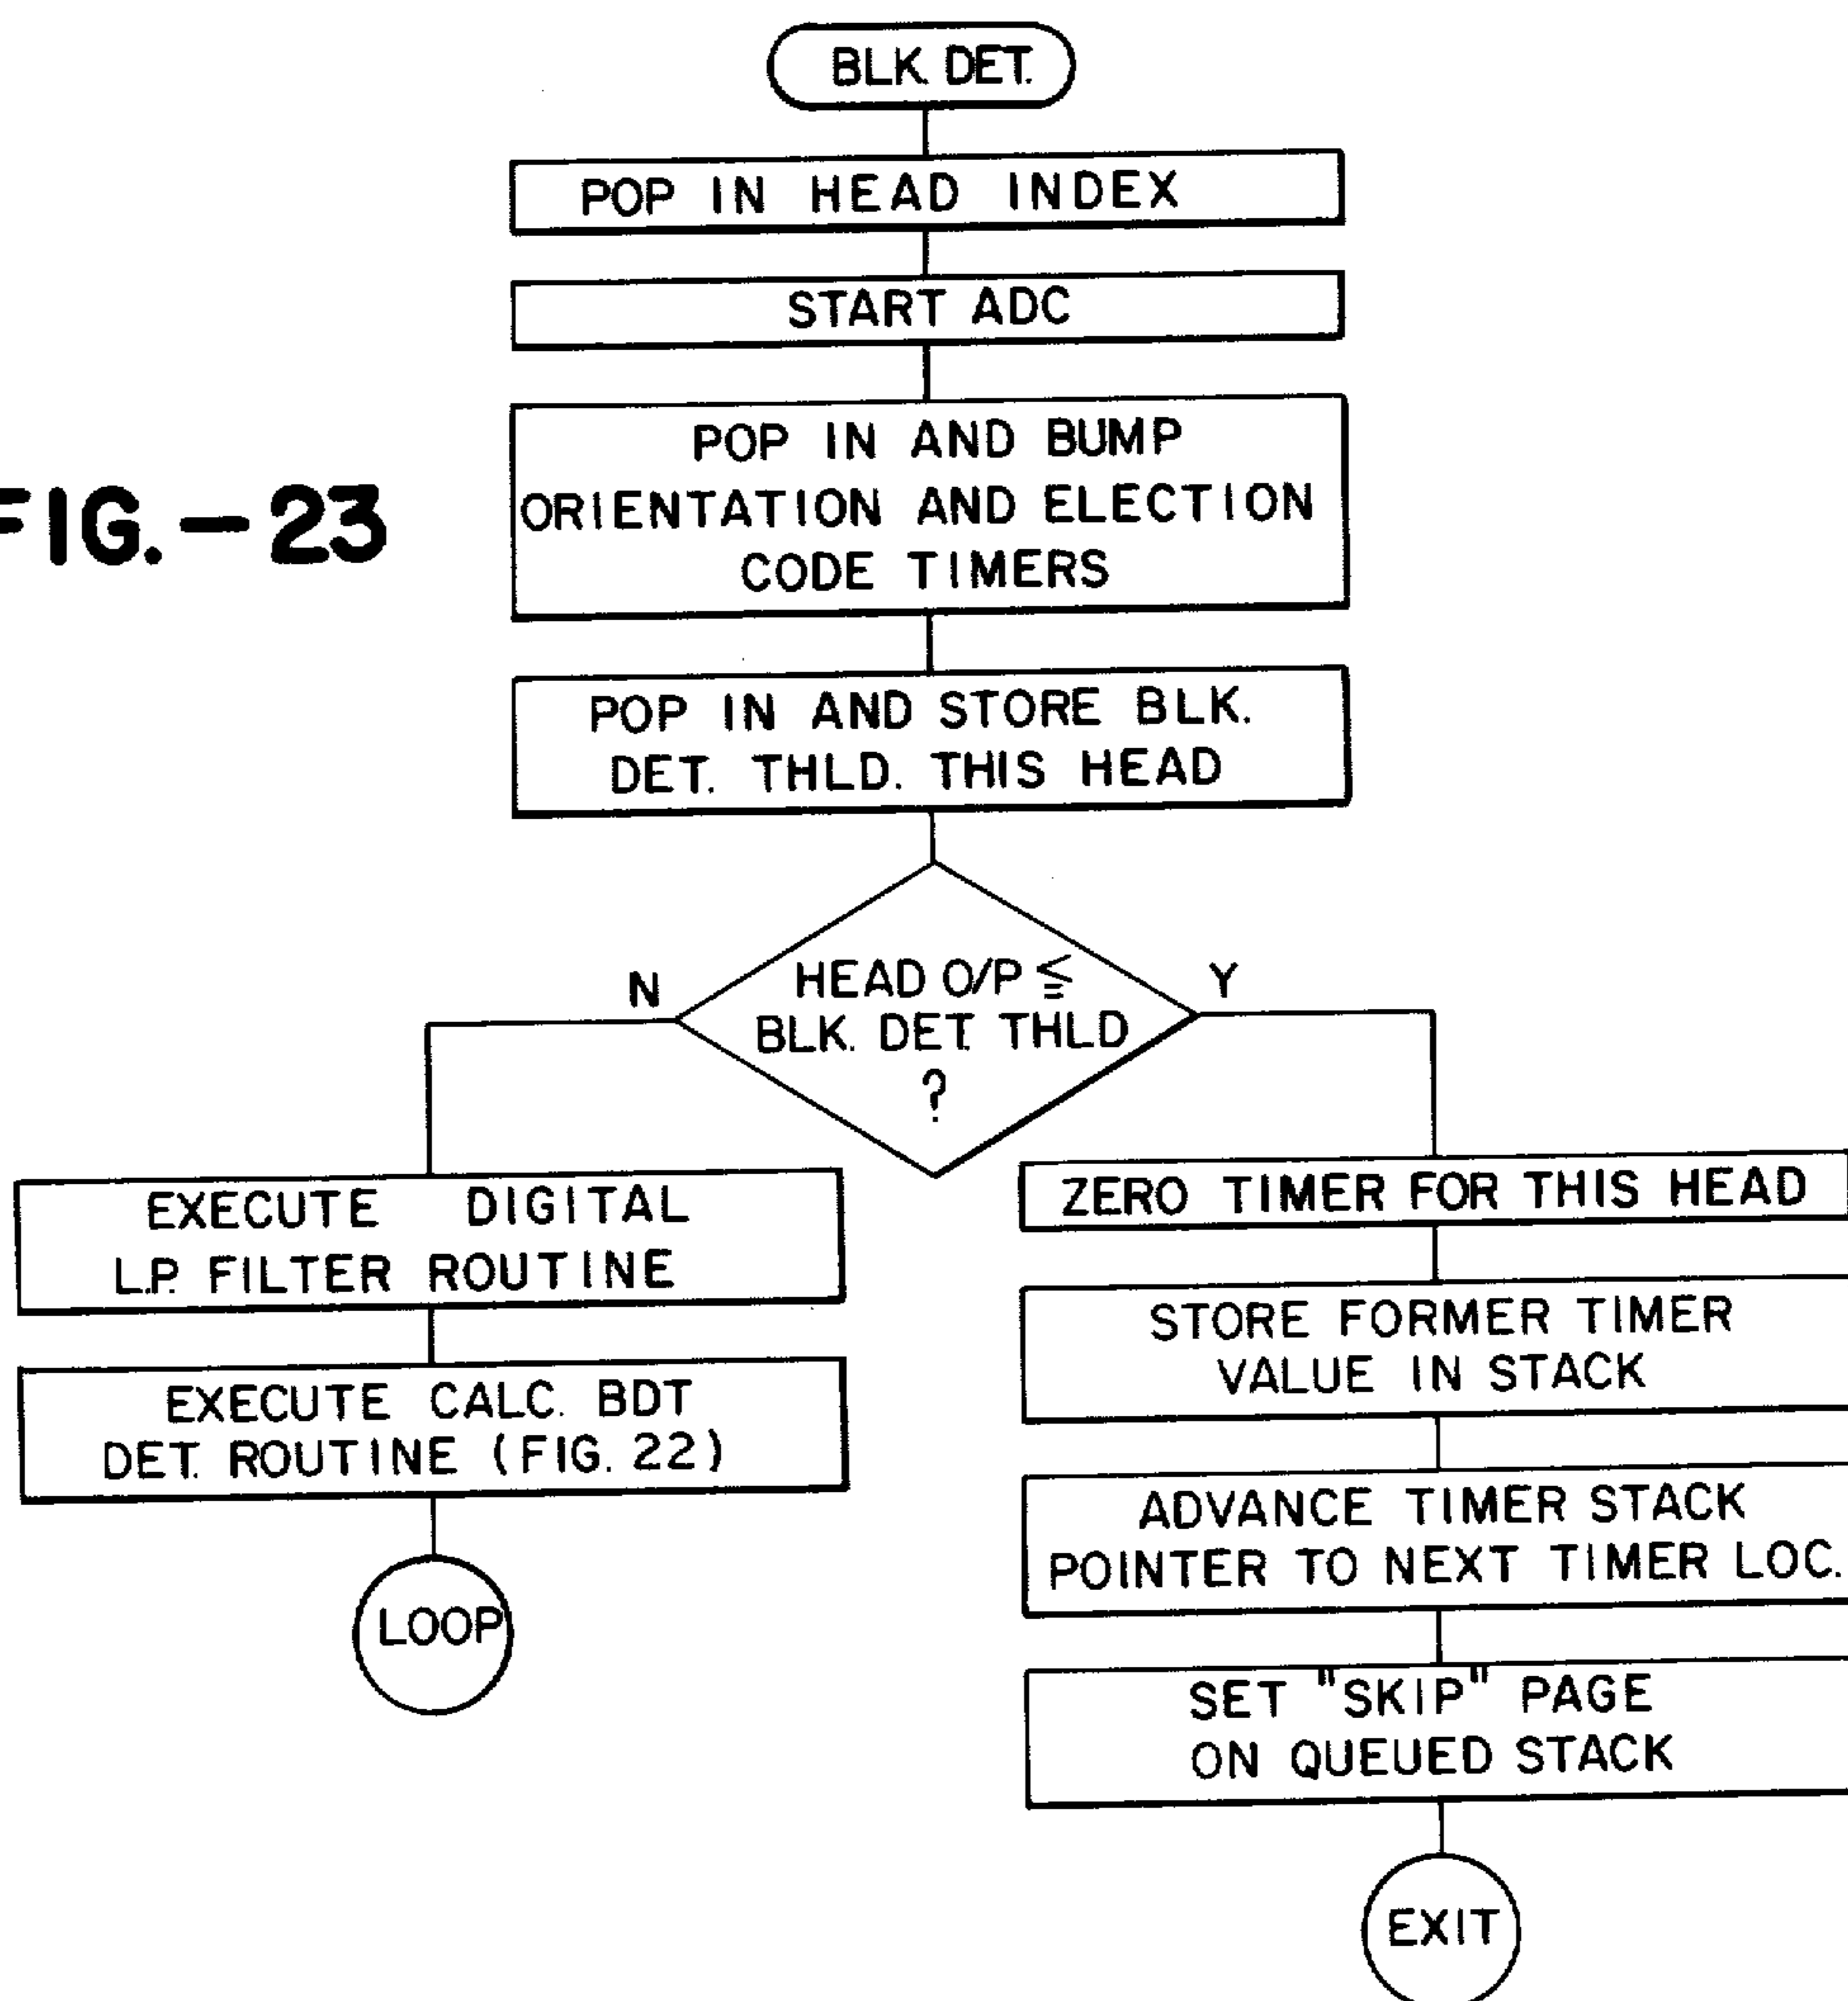 BLK. DET.
POP IN HEAD INDEX
START ADC
FIG.-23
POP IN AND BUMP
ORIENTATION AND ELECTION
CODE TIMERS
POP IN AND STORE BLK.
DET. THLD. THIS HEAD
HEAD O/P ≦
BLK. DET. THLD
?
N
Y
EXECUTE DIGITAL
L.P. FILTER ROUTINE
EXECUTE CALC. BDT
DET. ROUTINE (FIG. 22)
LOOP
ZERO TIMER FOR THIS HEAD
STORE FORMER TIMER
VALUE IN STACK
ADVANCE TIMER STACK
POINTER TO NEXT TIMER LOC.
SET "SKIP" PAGE
ON QUEUED STACK
EXIT